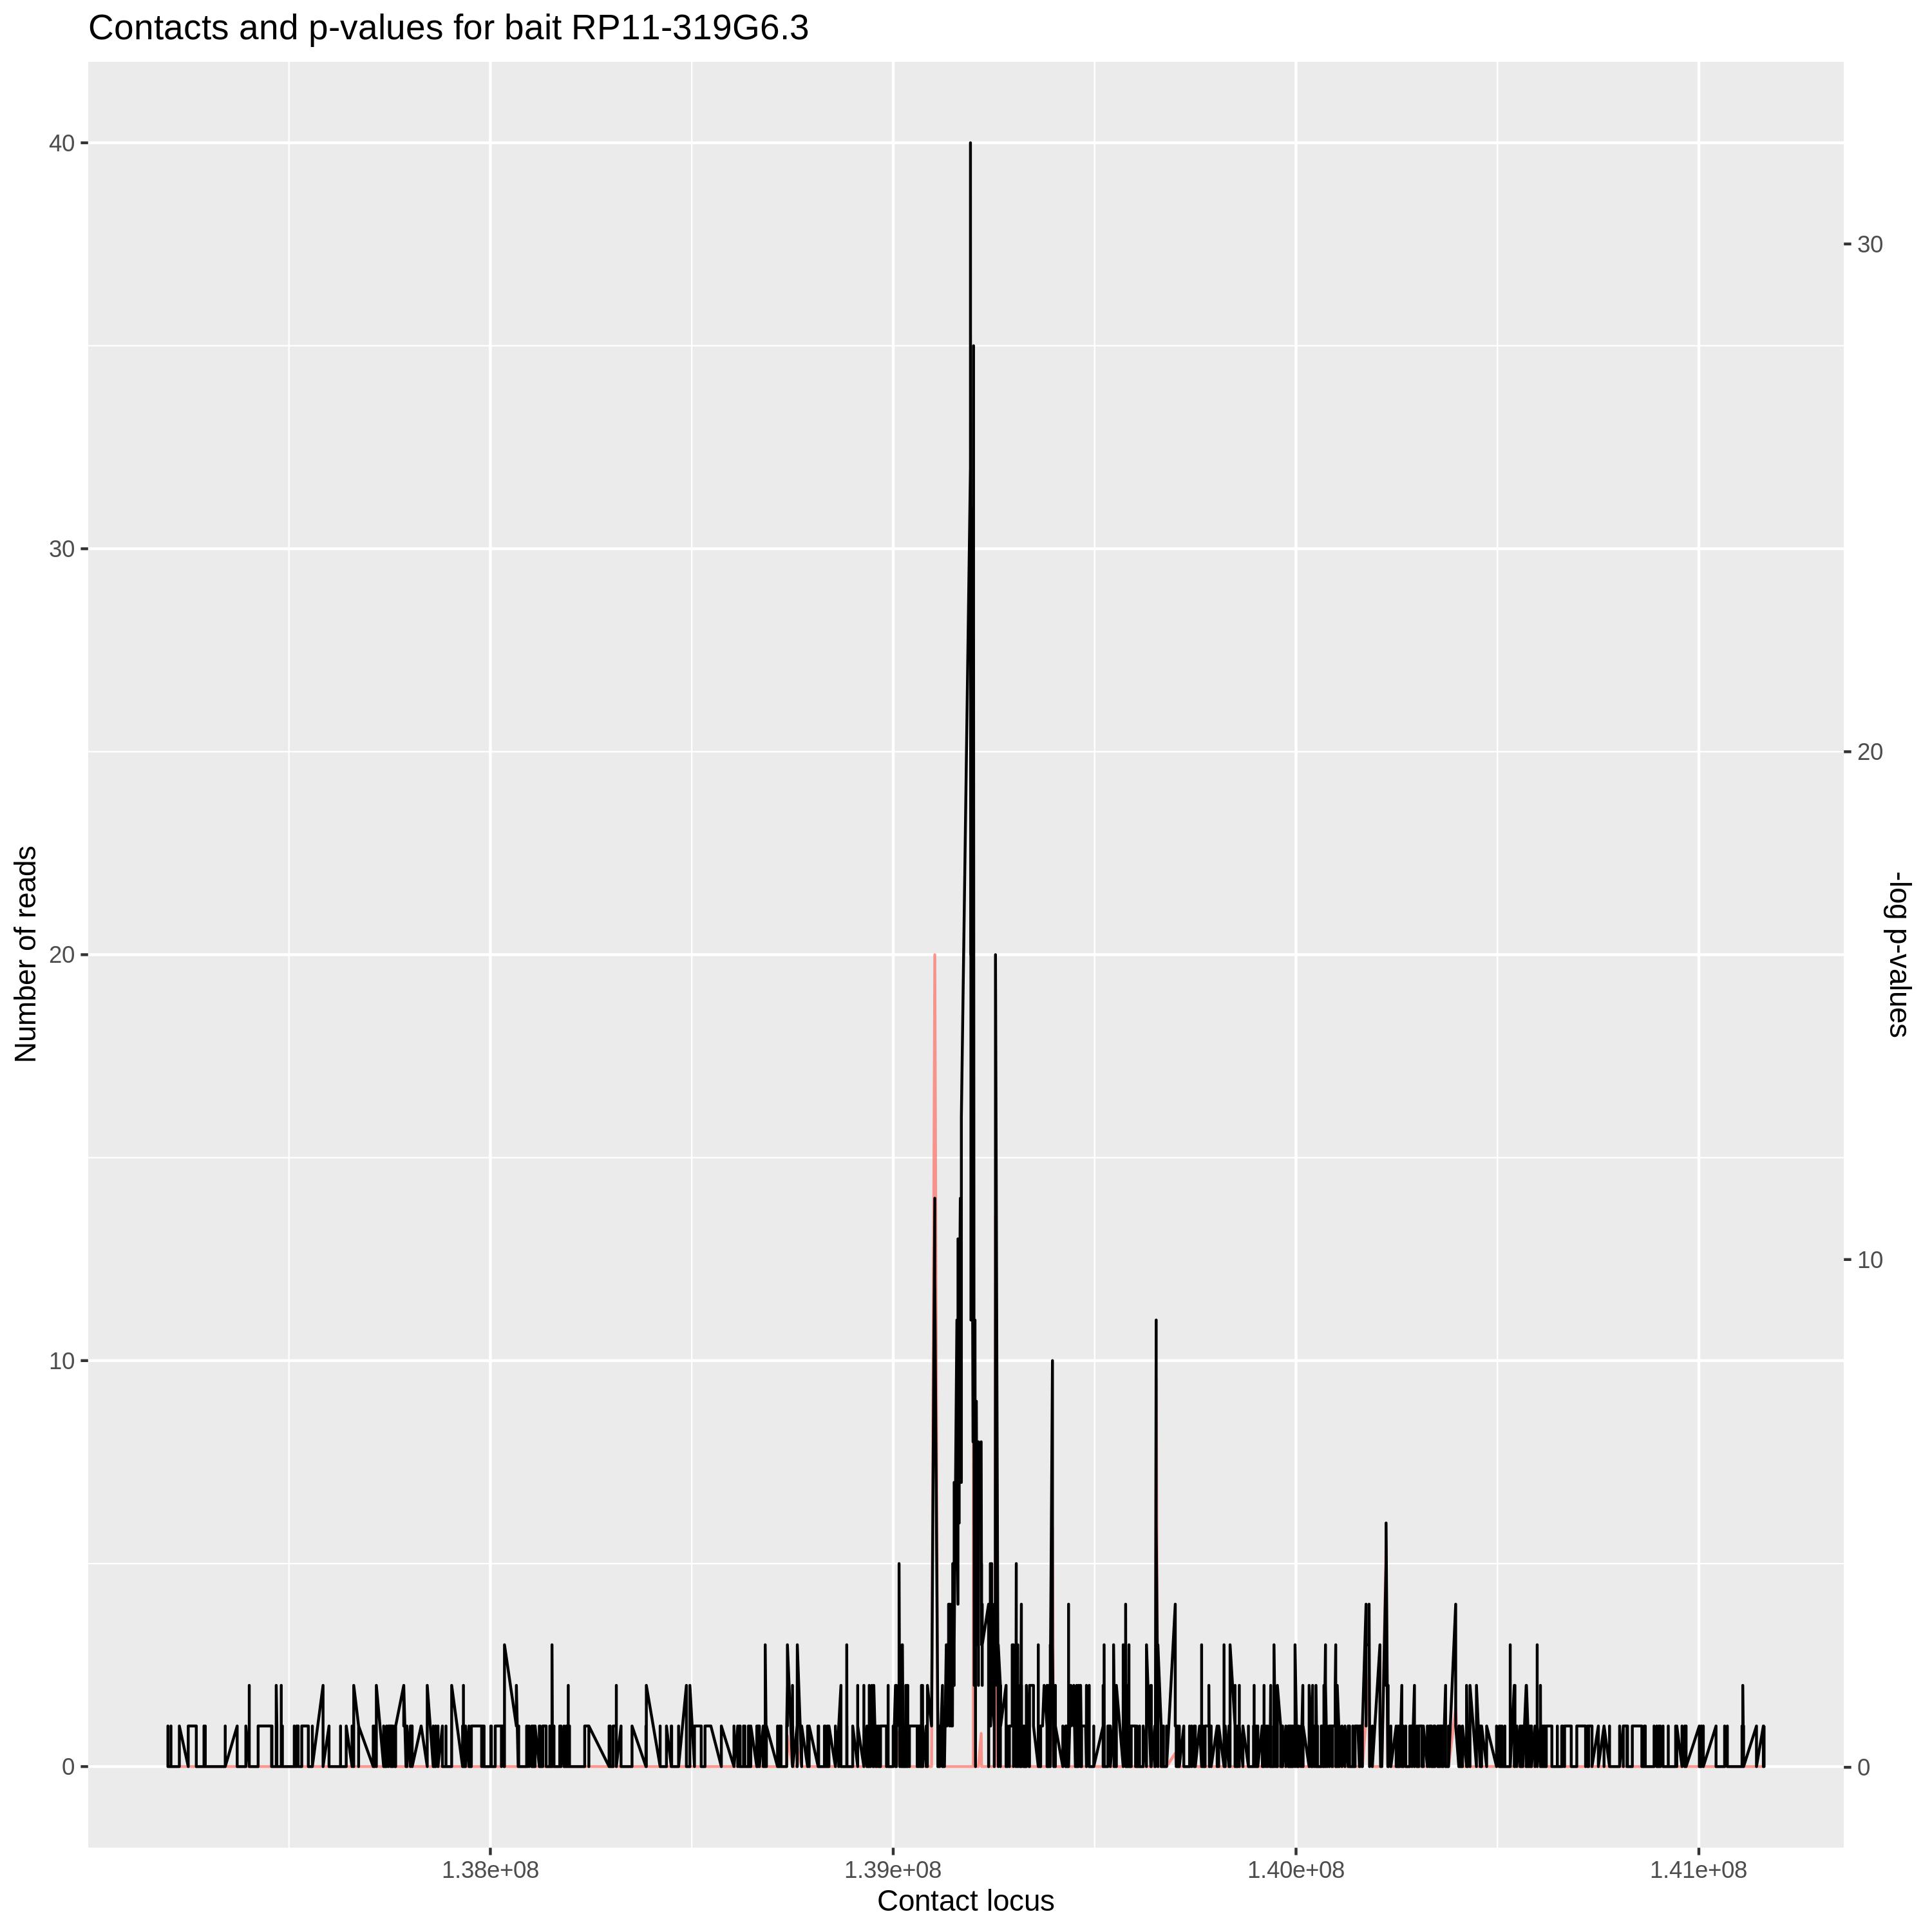 Contacts and p-values for bait RP11-319G6.3
40
30
20
10
0
Number of reads
30
20
10
0
-log p-values
1.38e+08
1.39e+08
1.40e+08
1.41e+08
Contact locus